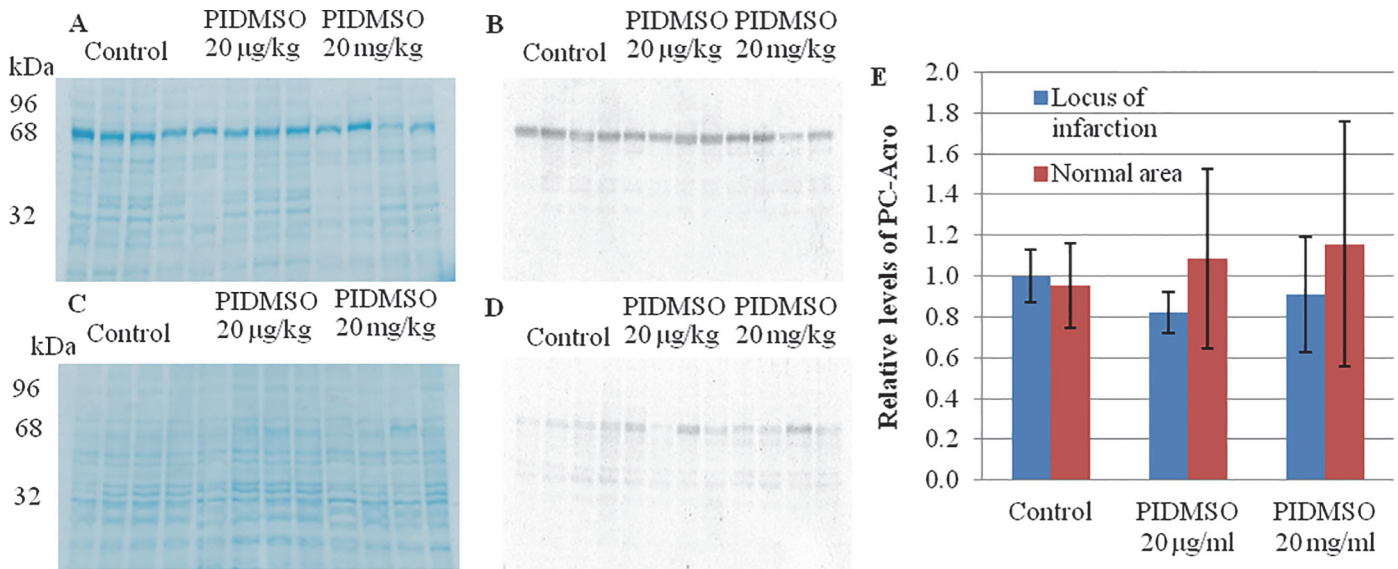 A
Control
PIDMSO
20 µg/kg
PIDMSO
20 mg/kg
kDa
96
68
32
B
Control
PIDMSO
20 µg/kg
PIDMSO
20 mg/kg
C
Control
PIDMSO
20 µg/kg
PIDMSO
20 mg/kg
kDa
96
68
32
D
Control
PIDMSO
20 µg/kg
PIDMSO
20 mg/kg
E
Relative levels of PC-Acro
2.0
1.8
1.6
1.4
1.2
1.0
0.8
0.6
0.4
0.2
0.0
Locus of
infarction
Normal area
Control
PIDMSO
20 µg/ml
PIDMSO
20 mg/ml